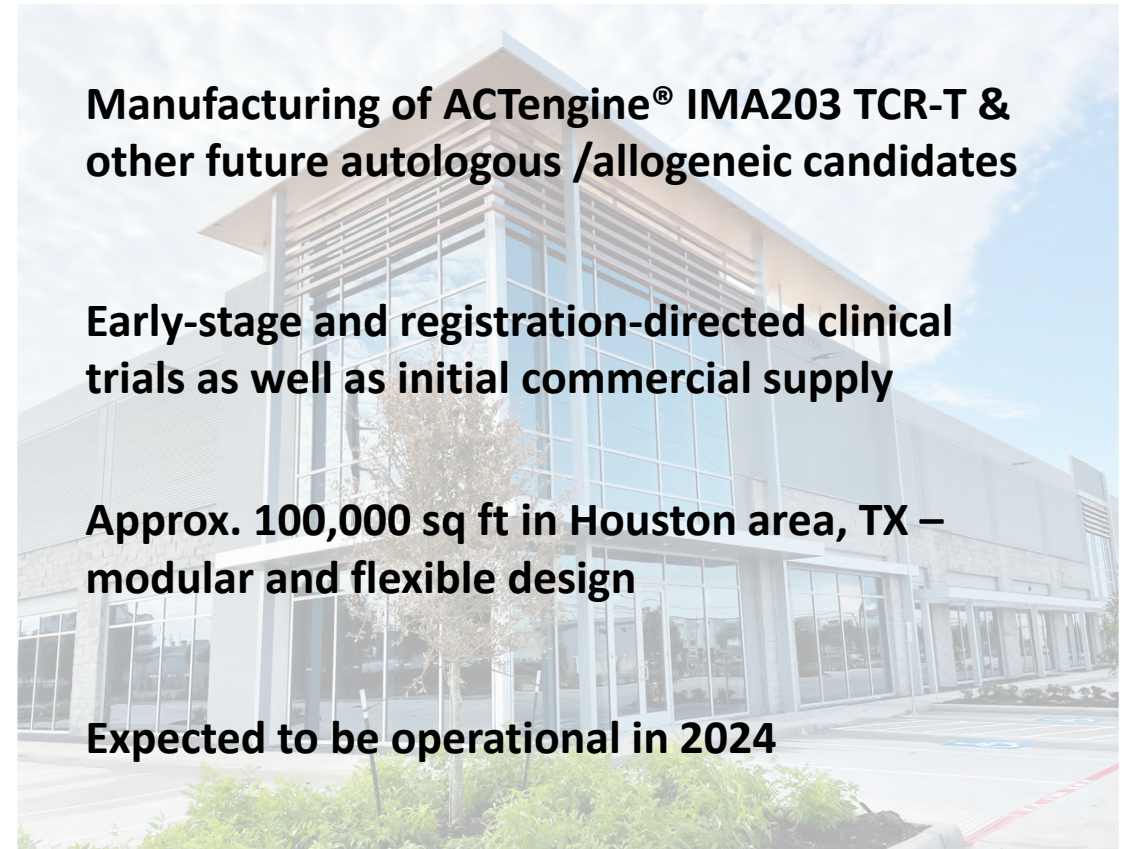 Manufacturing of ACTengine® IMA203 TCR-T &
other future autologous /allogeneic candidates
Early-stage and registration-directed clinical
trials as well as initial commercial supply
Approx. 100,000 sq ft in Houston area, TX –
modular and flexible design
Expected to be operational in 2024